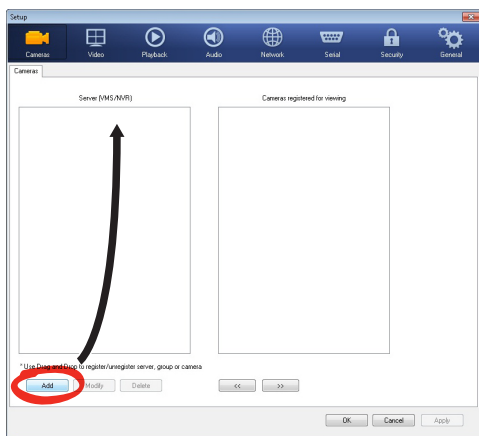 Setup
Cameras Video Playback Audio Network Serial Security General
Cameras
Server (VMS/NVR) Cameras registered for viewing
* Use Drag and Drop to register/unregister server, group or camera
Add Modify Delete << >>
OK Cancel Apply